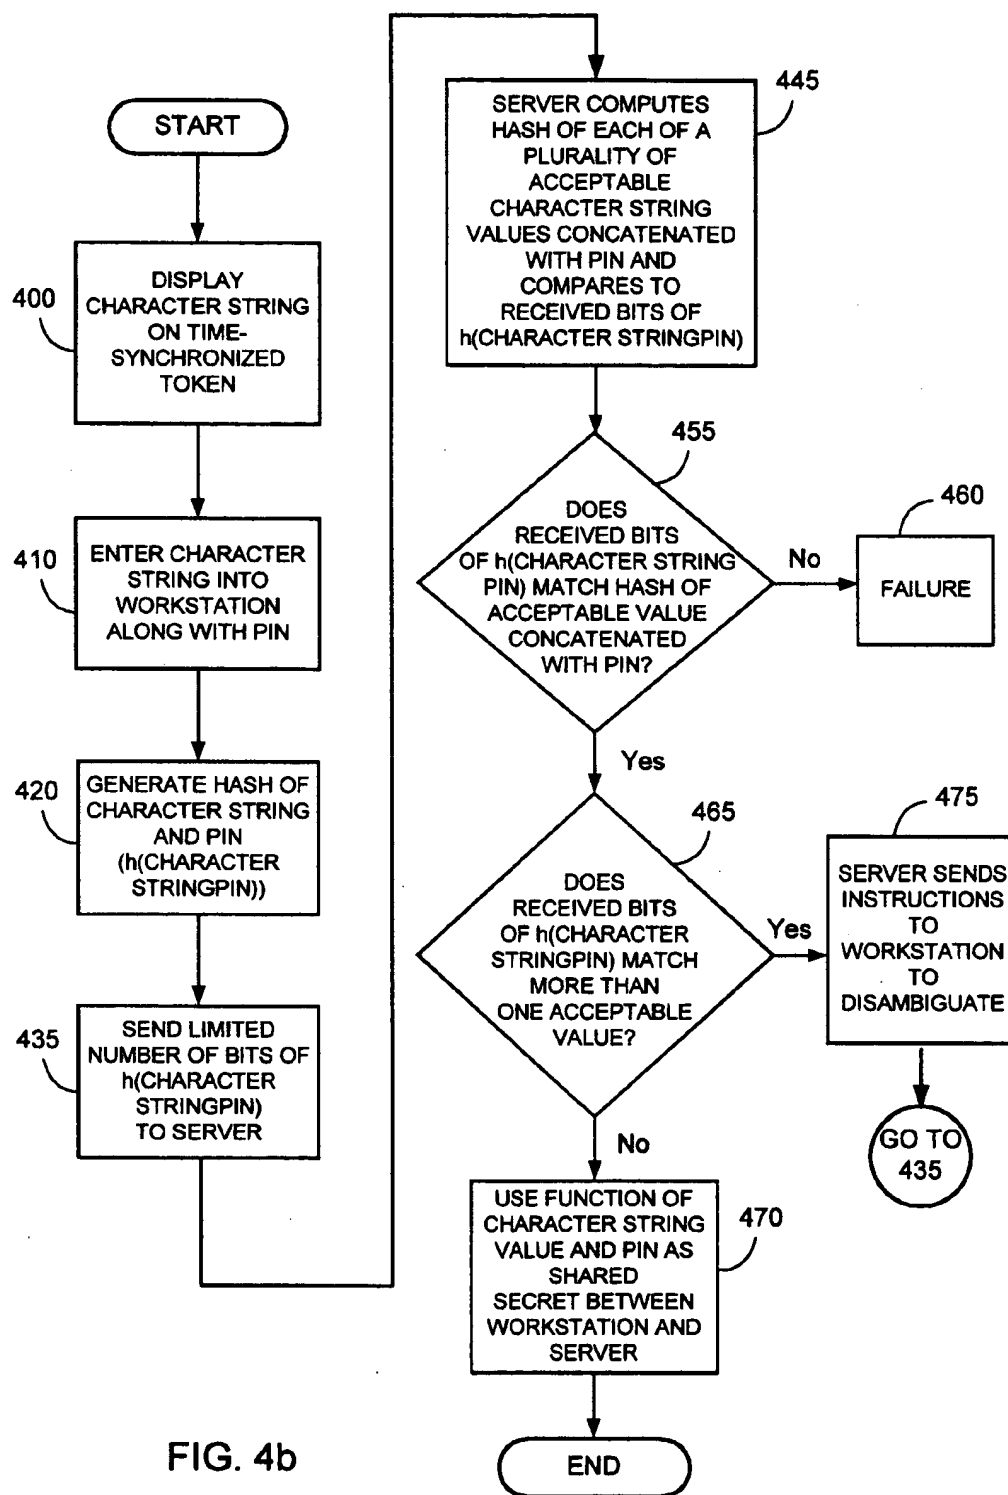 START
400
DISPLAY
CHARACTER STRING
ON TIME-
SYNCHRONIZED
TOKEN
410
ENTER CHARACTER
STRING INTO
WORKSTATION
ALONG WITH PIN
420
GENERATE HASH OF
CHARACTER STRING
AND PIN
(h(CHARACTER
STRINGPIN))
435
SEND LIMITED
NUMBER OF BITS OF
h(CHARACTER
STRINGPIN)
TO SERVER
445
SERVER COMPUTES
HASH OF EACH OF A
PLURALITY OF
ACCEPTABLE
CHARACTER STRING
VALUES CONCATENATED
WITH PIN AND
COMPARES TO
RECEIVED BITS OF
h(CHARACTER STRINGPIN)
455
DOES
RECEIVED BITS
OF h(CHARACTER STRING
PIN) MATCH HASH OF
ACCEPTABLE VALUE
CONCATENATED
WITH PIN?
No
460
FAILURE
Yes
465
DOES
RECEIVED BITS
OF h(CHARACTER
STRINGPIN) MATCH
MORE THAN
ONE ACCEPTABLE
VALUE?
Yes
475
SERVER SENDS
INSTRUCTIONS
TO
WORKSTATION
TO
DISAMBIGUATE
GO TO
435
No
470
USE FUNCTION OF
CHARACTER STRING
VALUE AND PIN AS
SHARED
SECRET BETWEEN
WORKSTATION AND
SERVER
END
FIG. 4b